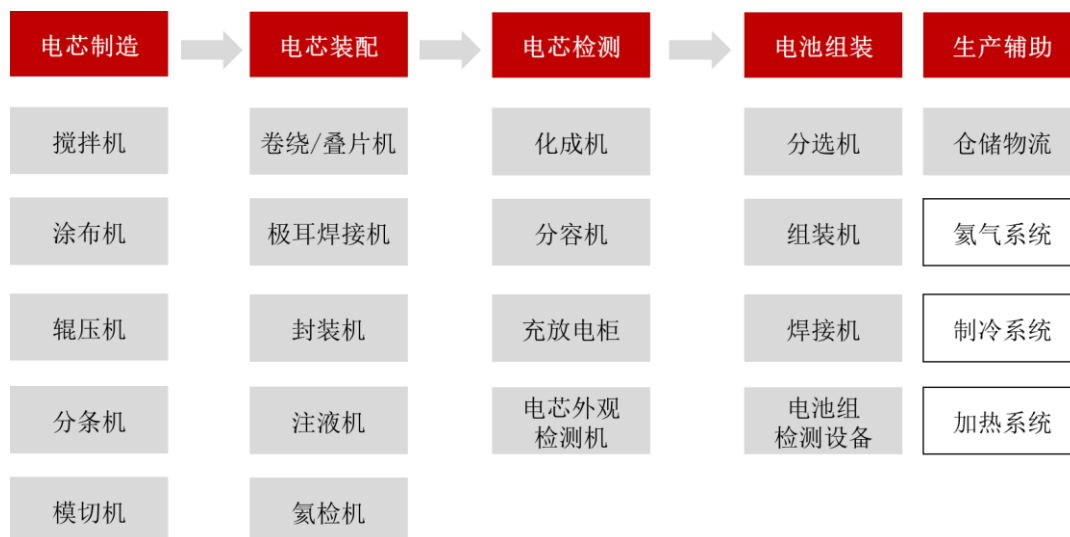 电芯制造
电芯装配
电芯检测
电池组装
生产辅助
搅拌机
卷绕/叠片机
化成机
分选机
仓储物流
涂布机
极耳焊接机
分容机
组装机
氦气系统
辊压机
封装机
充放电柜
焊接机
制冷系统
分条机
注液机
电芯外观
检测机
电池组
检测设备
加热系统
模切机
氦检机